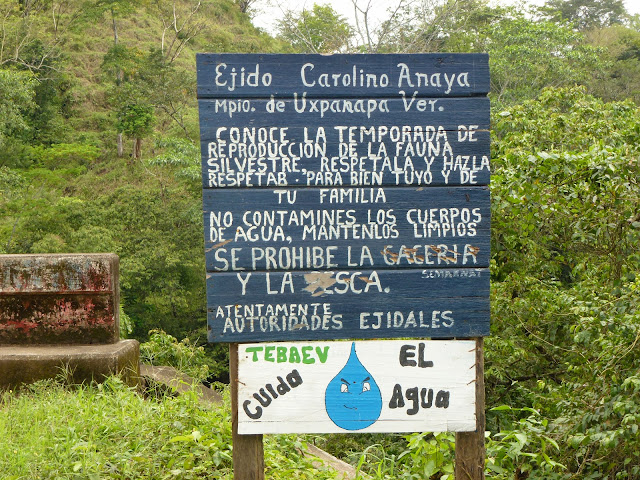 Ejido Carolino Anaya
Mpio. de Uxpanapa Ver.
CONOCE LA TEMPORADA DE
REPRODUCCIÓN DE LA FAUNA
SILVESTRE, RESPETALA Y HAZLA
RESPETAB, PARA BIEN TUYO Y DE
TU FAMILIA
NO CONTAMINES LOS CUERPOS
DE AGUA, MANTENLOS LIMPIOS
SE PROHIBE LA CACERIA
SEMARNAT
Y LA PESCA.
ATENTAMENTE
AUTORIDADES EJIDALES
TEBAEV EL
Cuida Agua